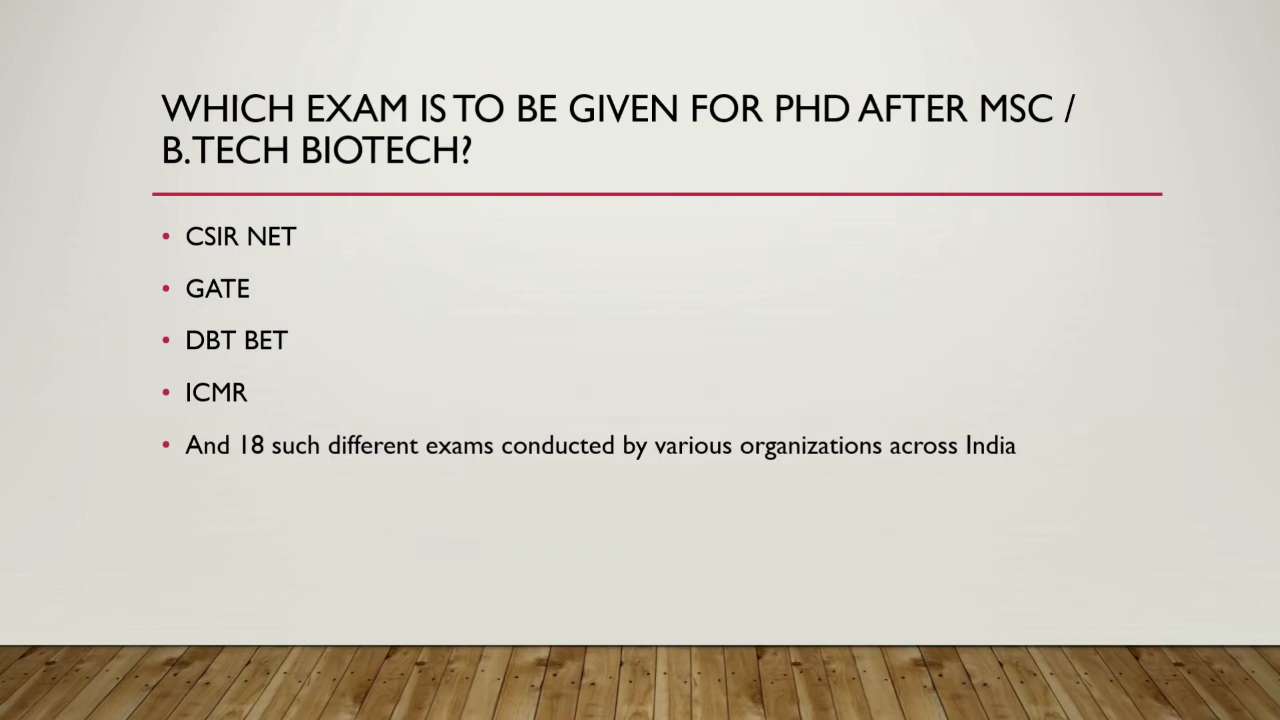 WHICH EXAM IS TO BE GIVEN FOR PHD AFTER MSC /
B.TECH BIOTECH?
• CSIR NET
• GATE
• DBT BET
• ICMR
• And 18 such different exams conducted by various organizations across India